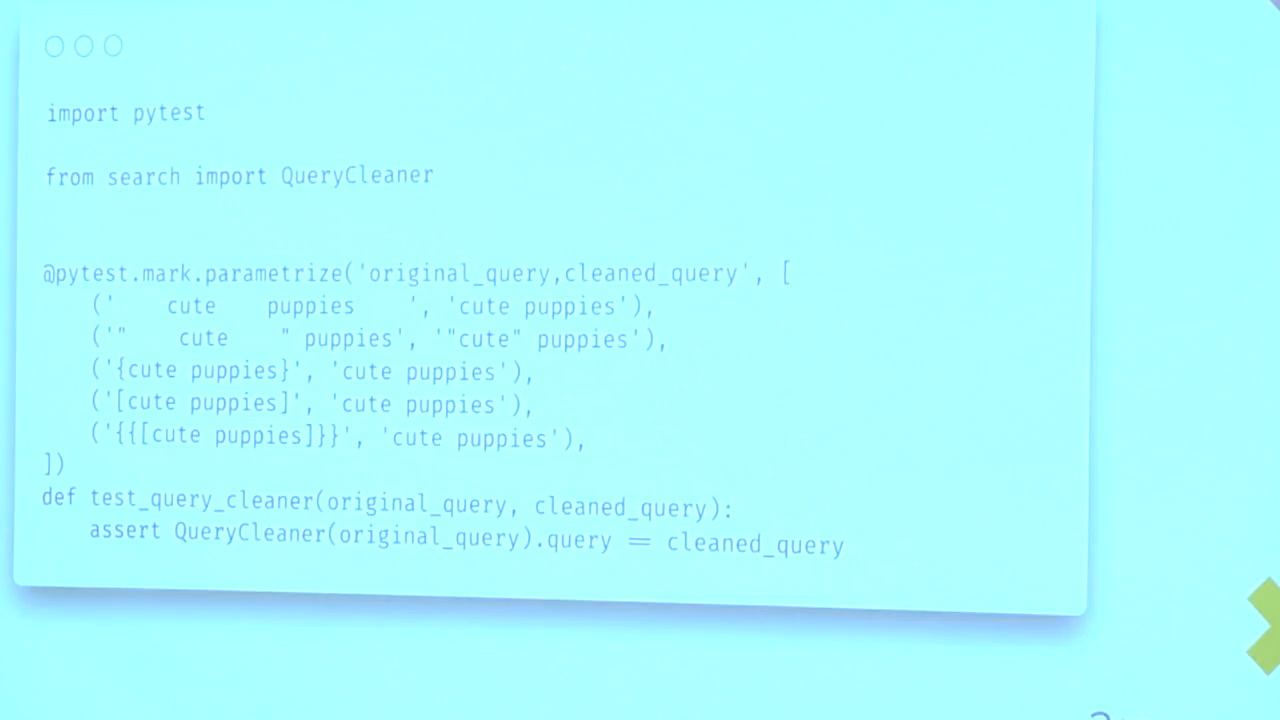 import pytest
from search import QueryCleaner
@pytest.mark.parametrize('original_query,cleaned_query', [
    ('    cute    puppies    ', 'cute puppies'),
    ('"    cute    " puppies', '"cute" puppies'),
    ('{cute puppies}', 'cute puppies'),
    ('[cute puppies]', 'cute puppies'),
    ('{{[cute puppies]}}', 'cute puppies'),
])
def test_query_cleaner(original_query, cleaned_query):
    assert QueryCleaner(original_query).query == cleaned_query